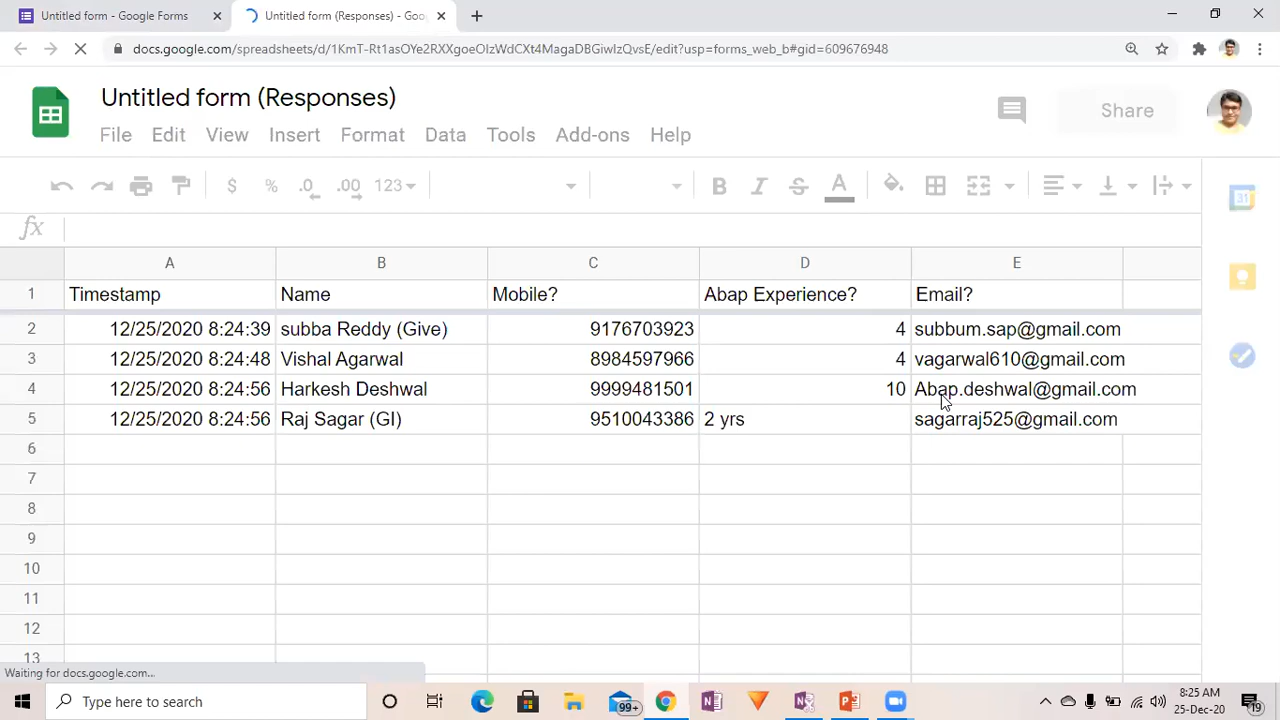 Untitled form - Google Forms
Untitled form (Responses) - Goo
docs.google.com/spreadsheets/d/1KmT-Rt1asOYe2RXXgoeOIzWdCXt4MagaDBGiwIzQvsE/edit?usp=forms_web_b#gid=609676948
Untitled form (Responses)
Share
File Edit View Insert Format Data Tools Add-ons Help
$ % .0 .00 123 B I S A
fx
A B C D E
1 Timestamp Name Mobile? Abap Experience? Email?
2 12/25/2020 8:24:39 subba Reddy (Give) 9176703923 4 subbum.sap@gmail.com
3 12/25/2020 8:24:48 Vishal Agarwal 8984597966 4 vagarwal610@gmail.com
4 12/25/2020 8:24:56 Harkesh Deshwal 9999481501 10 Abap.deshwal@gmail.com
5 12/25/2020 8:24:56 Raj Sagar (GI) 9510043386 2 yrs sagarraj525@gmail.com
6
7
8
9
10
11
12
13
Waiting for docs.google.com...
Type here to search
99+
8:25 AM
25-Dec-20
19
31